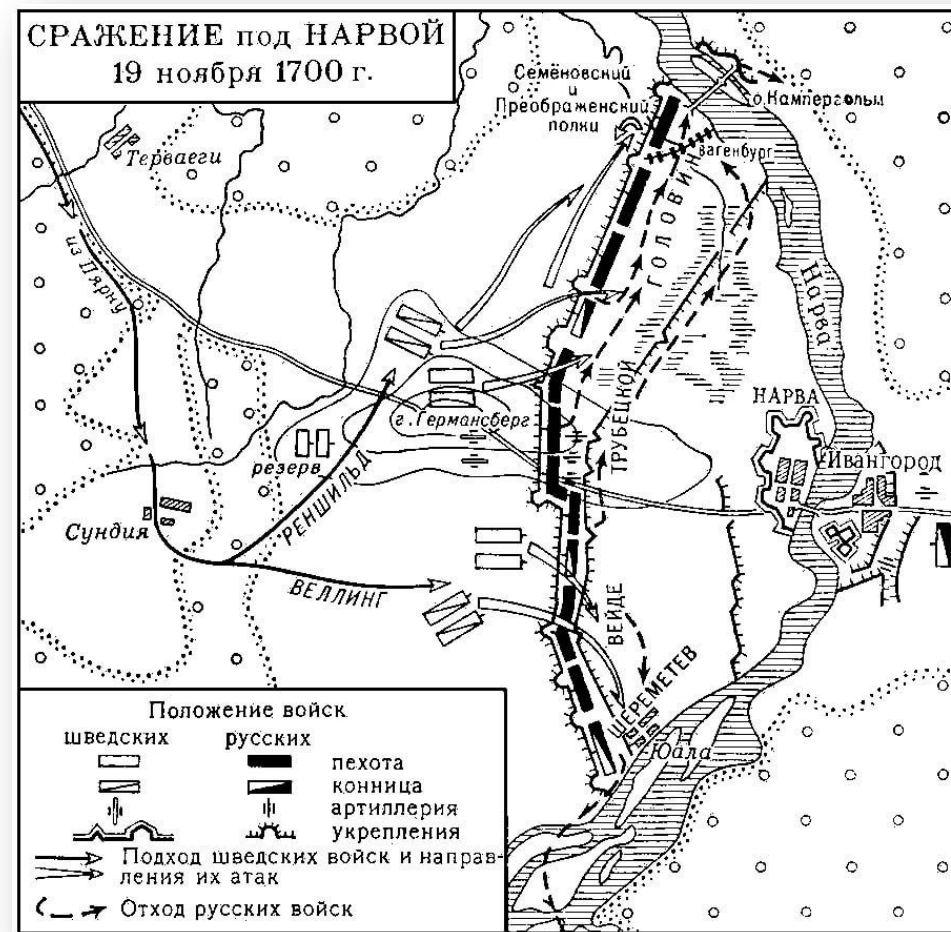 СРАЖЕНИЕ под НАРВОЙ
19 ноября 1700 г.
Семёновский
и
Преображенский
полки
о. Кампергольм
Вагенбург
Терваеги
из Пярну
ГОЛОВИН
Нарва
г. Германсберг
ТРУБЕЦКОЙ
НАРВА
Ивангород
резерв
РЕНШИЛЬД
Сундия
ВЕЛЛИНГ
ВЕЙДЕ
ШЕРЕМЕТЕВ
Юала
Положение войск
шведских русских
пехота
конница
артиллерия
укрепления
Подход шведских войск и направ-
ления их атак
Отход русских войск